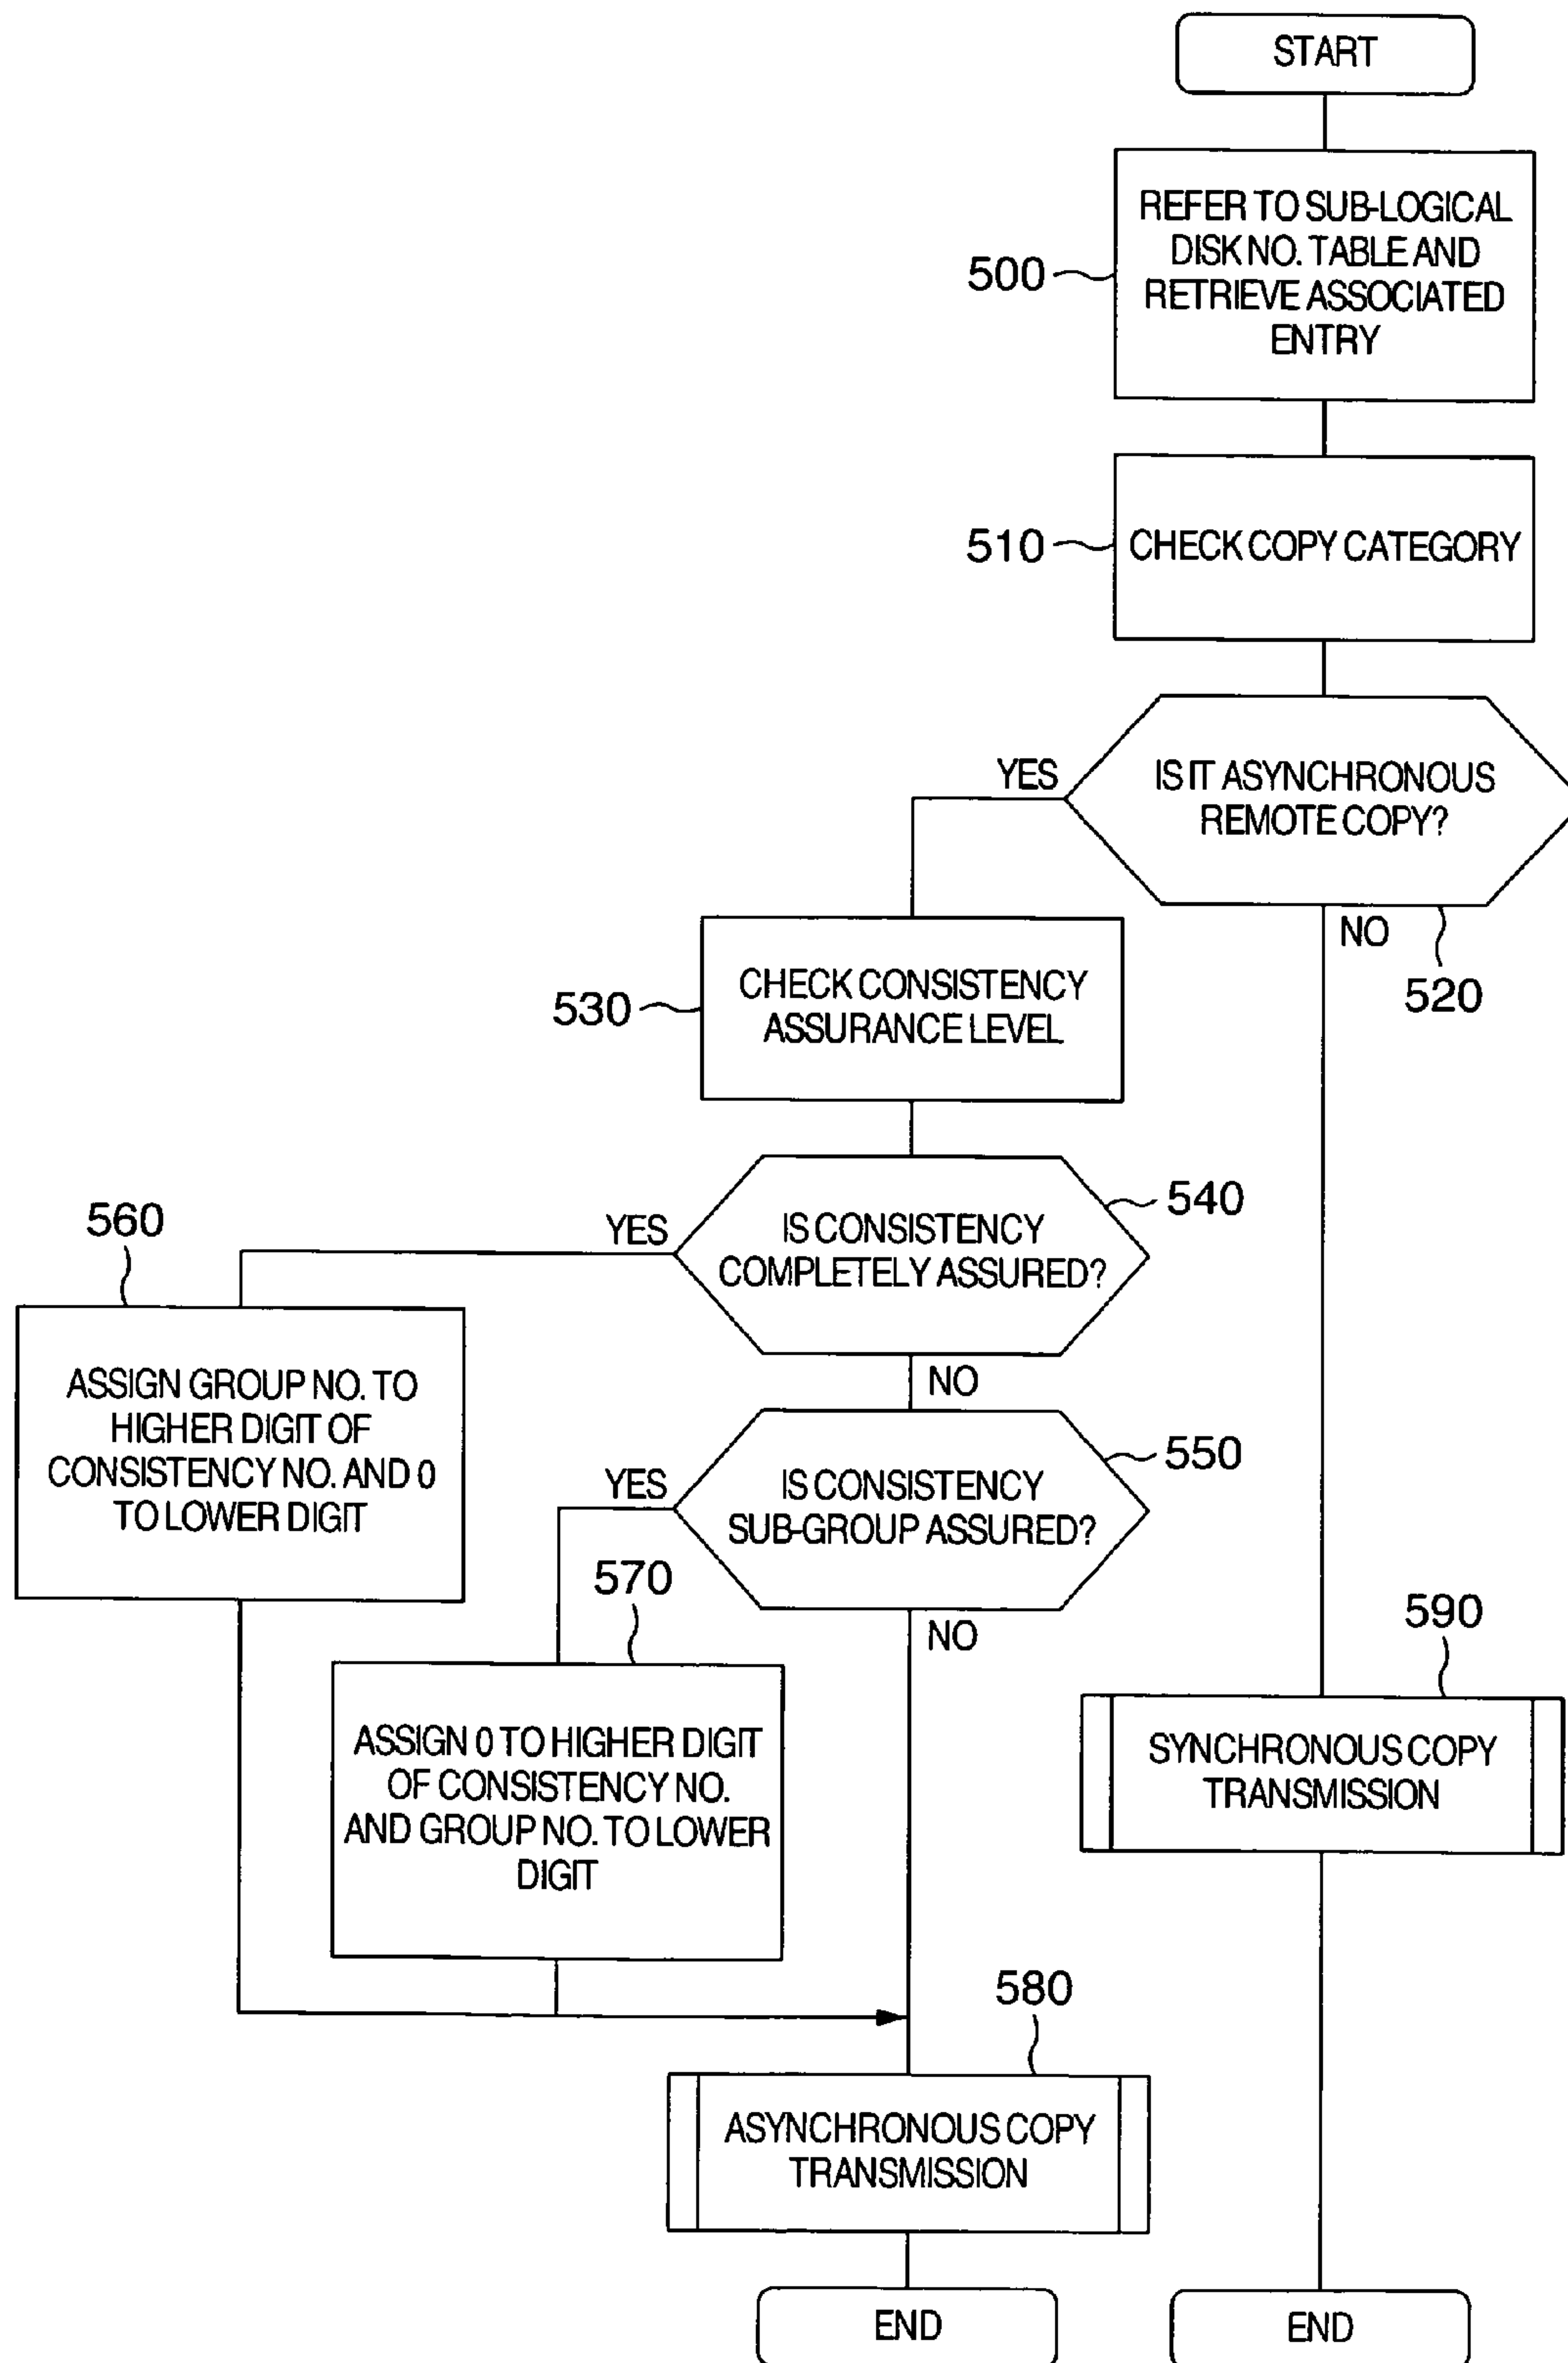 START
REFER TO SUB-LOGICAL
DISK NO. TABLE AND
RETRIEVE ASSOCIATED
ENTRY
500
CHECK COPY CATEGORY
510
IS IT ASYNCHRONOUS
REMOTE COPY?
YES
NO
520
CHECK CONSISTENCY
ASSURANCE LEVEL
530
IS CONSISTENCY
COMPLETELY ASSURED?
540
YES
NO
560
ASSIGN GROUP NO. TO
HIGHER DIGIT OF
CONSISTENCY NO. AND 0
TO LOWER DIGIT
IS CONSISTENCY
SUB-GROUP ASSURED?
550
YES
NO
570
ASSIGN 0 TO HIGHER DIGIT
OF CONSISTENCY NO.
AND GROUP NO. TO LOWER
DIGIT
590
SYNCHRONOUS COPY
TRANSMISSION
580
ASYNCHRONOUS COPY
TRANSMISSION
END
END